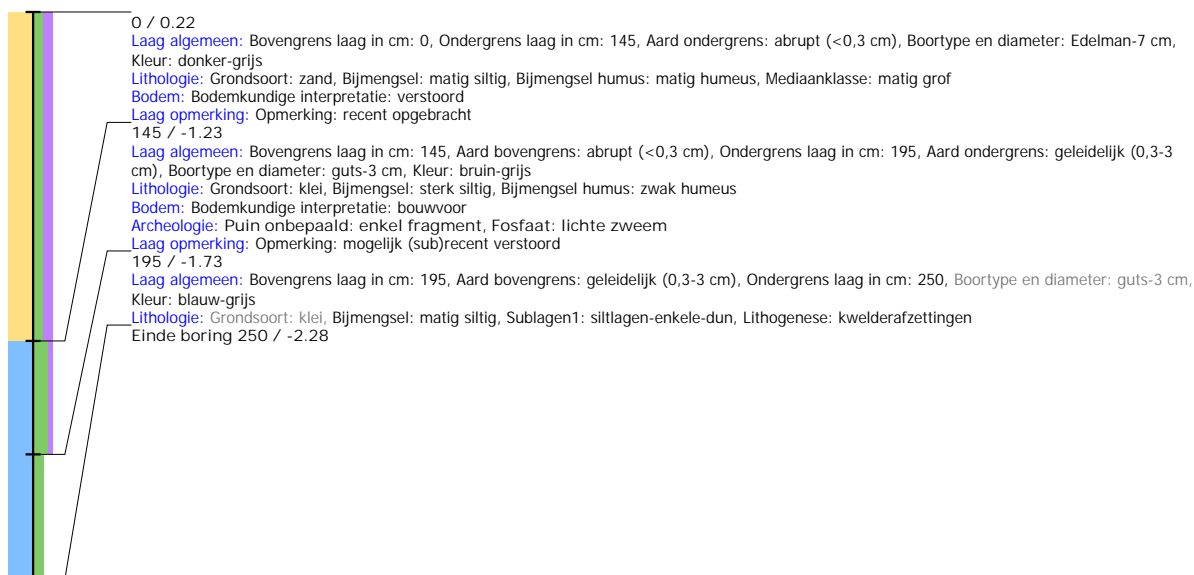 0 / 0.22
Laag algemeen: Bovengrens laag in cm: 0, Ondergrens laag in cm: 145, Aard ondergrens: abrupt (<0,3 cm), Boortype en diameter: Edelman-7 cm,
Kleur: donker-grijs
Lithologie: Grondsoort: zand, Bijmengsel: matig siltig, Bijmengsel humus: matig humeus, Mediaanklasse: matig grof
Bodem: Bodemkundige interpretatie: verstoord
Laag opmerking: Opmerking: recent opgebracht
145 / -1.23
Laag algemeen: Bovengrens laag in cm: 145, Aard bovengrens: abrupt (<0,3 cm), Ondergrens laag in cm: 195, Aard ondergrens: geleidelijk (0,3-3
cm), Boortype en diameter: guts-3 cm, Kleur: bruin-grijs
Lithologie: Grondsoort: klei, Bijmengsel: sterk siltig, Bijmengsel humus: zwak humeus
Bodem: Bodemkundige interpretatie: bouwvoor
Archeologie: Puin onbepaald: enkel fragment, Fosfaat: lichte zweem
Laag opmerking: Opmerking: mogelijk (sub)recent verstoord
195 / -1.73
Laag algemeen: Bovengrens laag in cm: 195, Aard bovengrens: geleidelijk (0,3-3 cm), Ondergrens laag in cm: 250, Boortype en diameter: guts-3 cm,
Kleur: blauw-grijs
Lithologie: Grondsoort: klei, Bijmengsel: matig siltig, Sublagen1: siltlagen-enkele-dun, Lithogenese: kwelderafzettingen
Einde boring 250 / -2.28